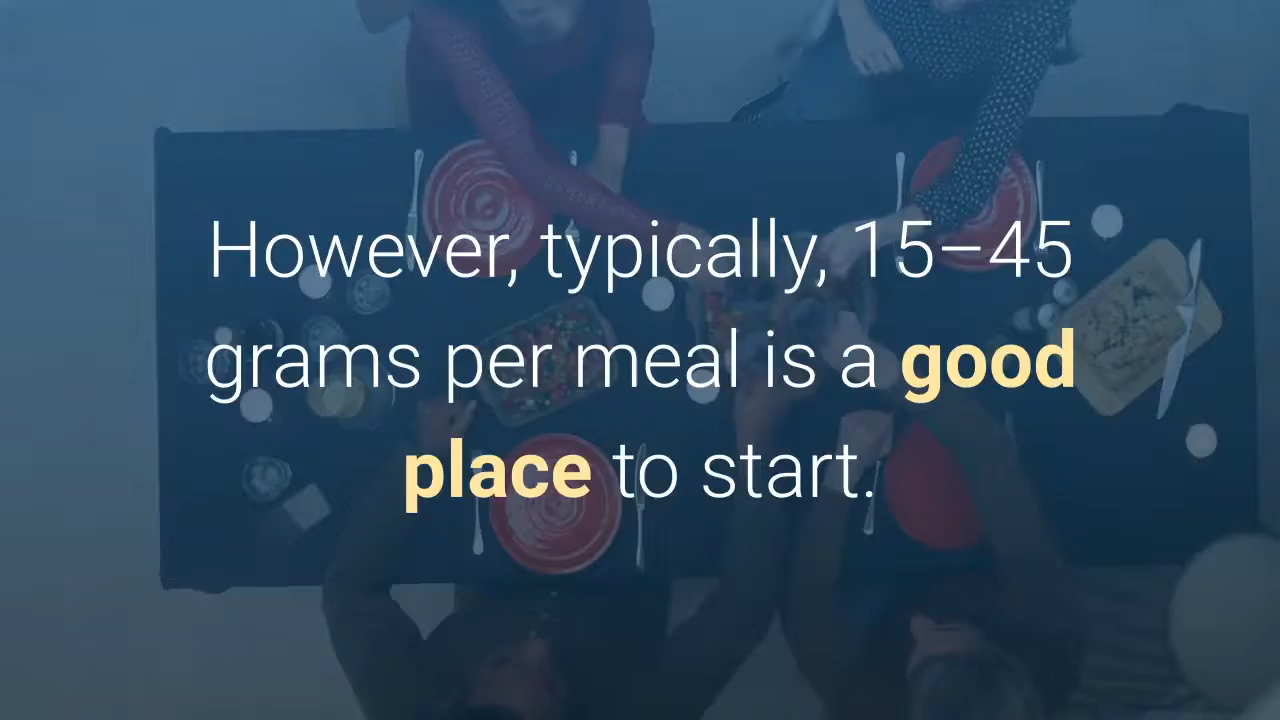 However, typically, 15–45
grams per meal is a good
place to start.